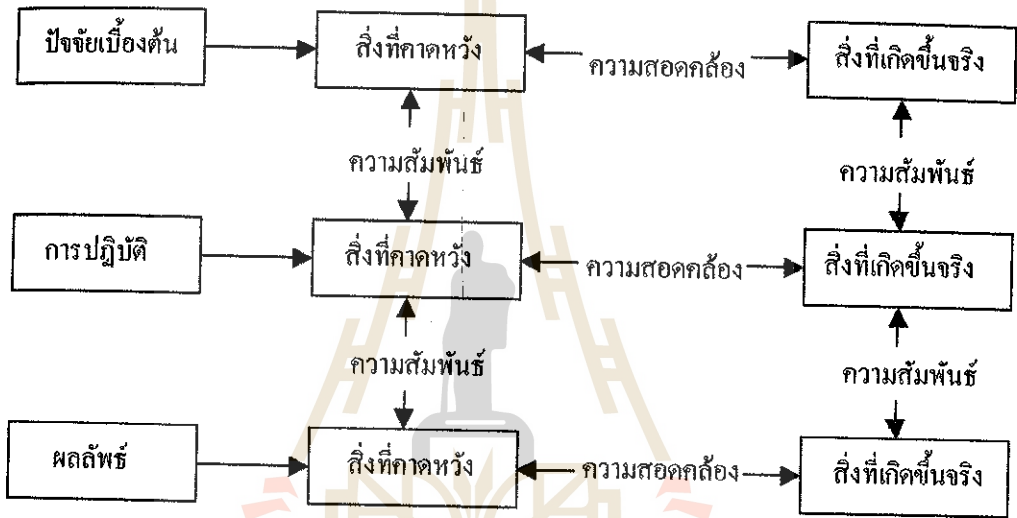 ปัจจัยเบื้องต้น
สิ่งที่คาดหวัง
ความสอดคล้อง
สิ่งที่เกิดขึ้นจริง
ความสัมพันธ์
ความสัมพันธ์
การปฏิบัติ
สิ่งที่คาดหวัง
ความสอดคล้อง
สิ่งที่เกิดขึ้นจริง
ความสัมพันธ์
ความสัมพันธ์
ผลลัพธ์
สิ่งที่คาดหวัง
ความสอดคล้อง
สิ่งที่เกิดขึ้นจริง